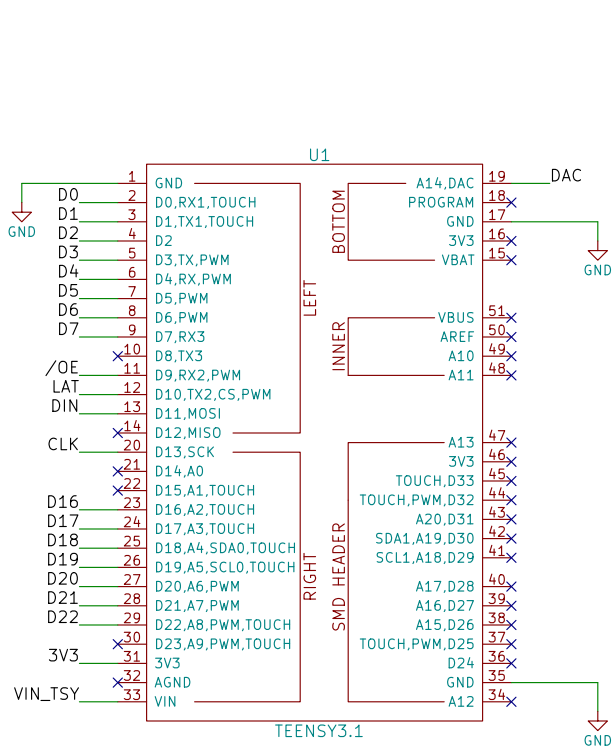 U1
1 GND
D0 2 D0,RX1,TOUCH
D1 3 D1,TX1,TOUCH
D2 4 D2
D3 5 D3,TX,PWM
D4 6 D4,RX,PWM
D5 7 D5,PWM
D6 8 D6,PWM
D7 9 D7,RX3
10 D8,TX3
/OE 11 D9,RX2,PWM
LAT 12 D10,TX2,CS,PWM
DIN 13 D11,MOSI
14 D12,MISO
CLK 20 D13,SCK
21 D14,A0
22 D15,A1,TOUCH
D16 23 D16,A2,TOUCH
D17 24 D17,A3,TOUCH
D18 25 D18,A4,SDA0,TOUCH
D19 26 D19,A5,SCL0,TOUCH
D20 27 D20,A6,PWM
D21 28 D21,A7,PWM
D22 29 D22,A8,PWM,TOUCH
30 D23,A9,PWM,TOUCH
3V3 31 3V3
32 AGND
VIN_TSY 33 VIN
GND
LEFT
RIGHT
BOTTOM
A14,DAC 19 DAC
PROGRAM 18
GND 17
3V3 16
VBAT 15
GND
INNER
VBUS 51
AREF 50
A10 49
A11 48
SMD HEADER
A13 47
3V3 46
TOUCH,D33 45
TOUCH,PWM,D32 44
A20,D31 43
SDA1,A19,D30 42
SCL1,A18,D29 41
A17,D28 40
A16,D27 39
A15,D26 38
TOUCH,PWM,D25 37
D24 36
GND 35
A12 34
GND
TEENSY3.1